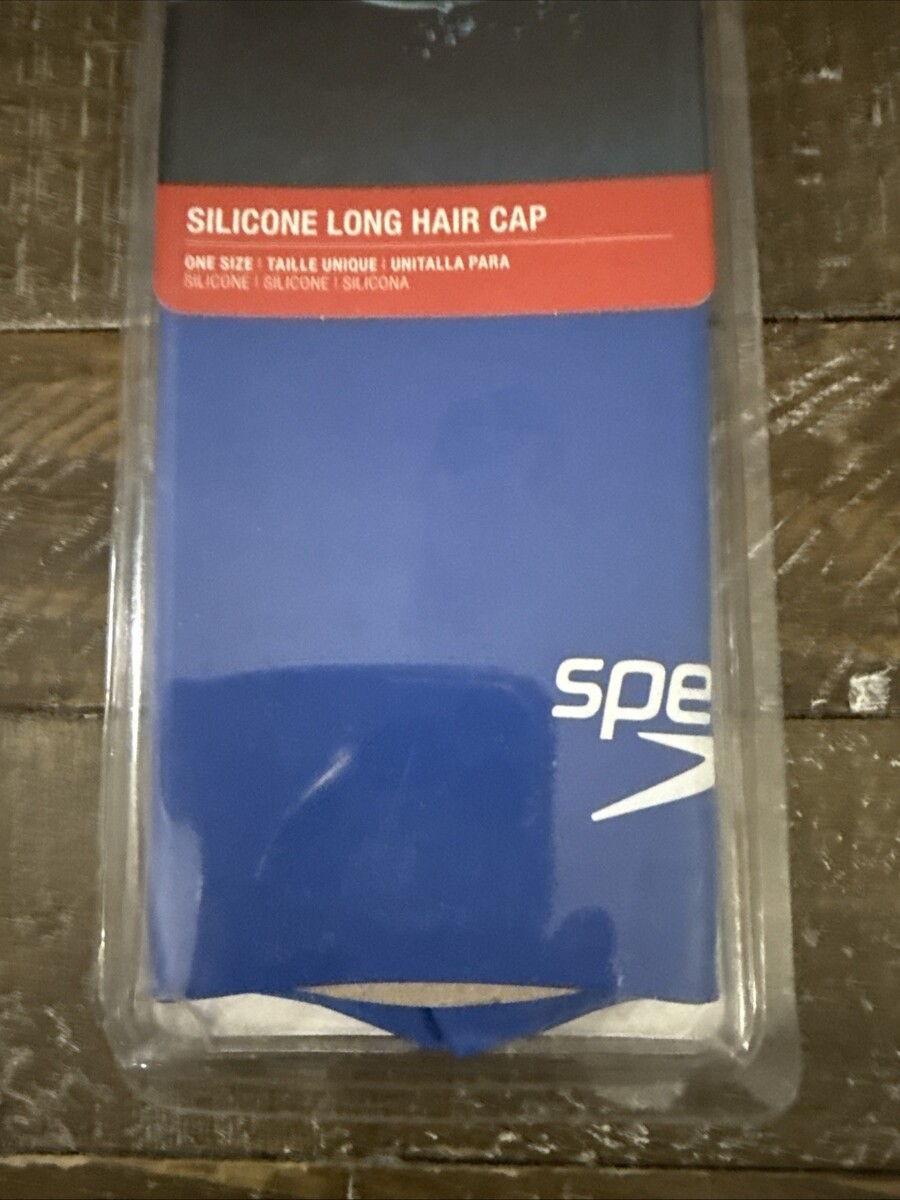 SILICONE LONG HAIR CAP
ONE SIZE | TAILLE UNIQUE | UNITALLA PARA
SILICONE | SILICONE | SILICONA
spe